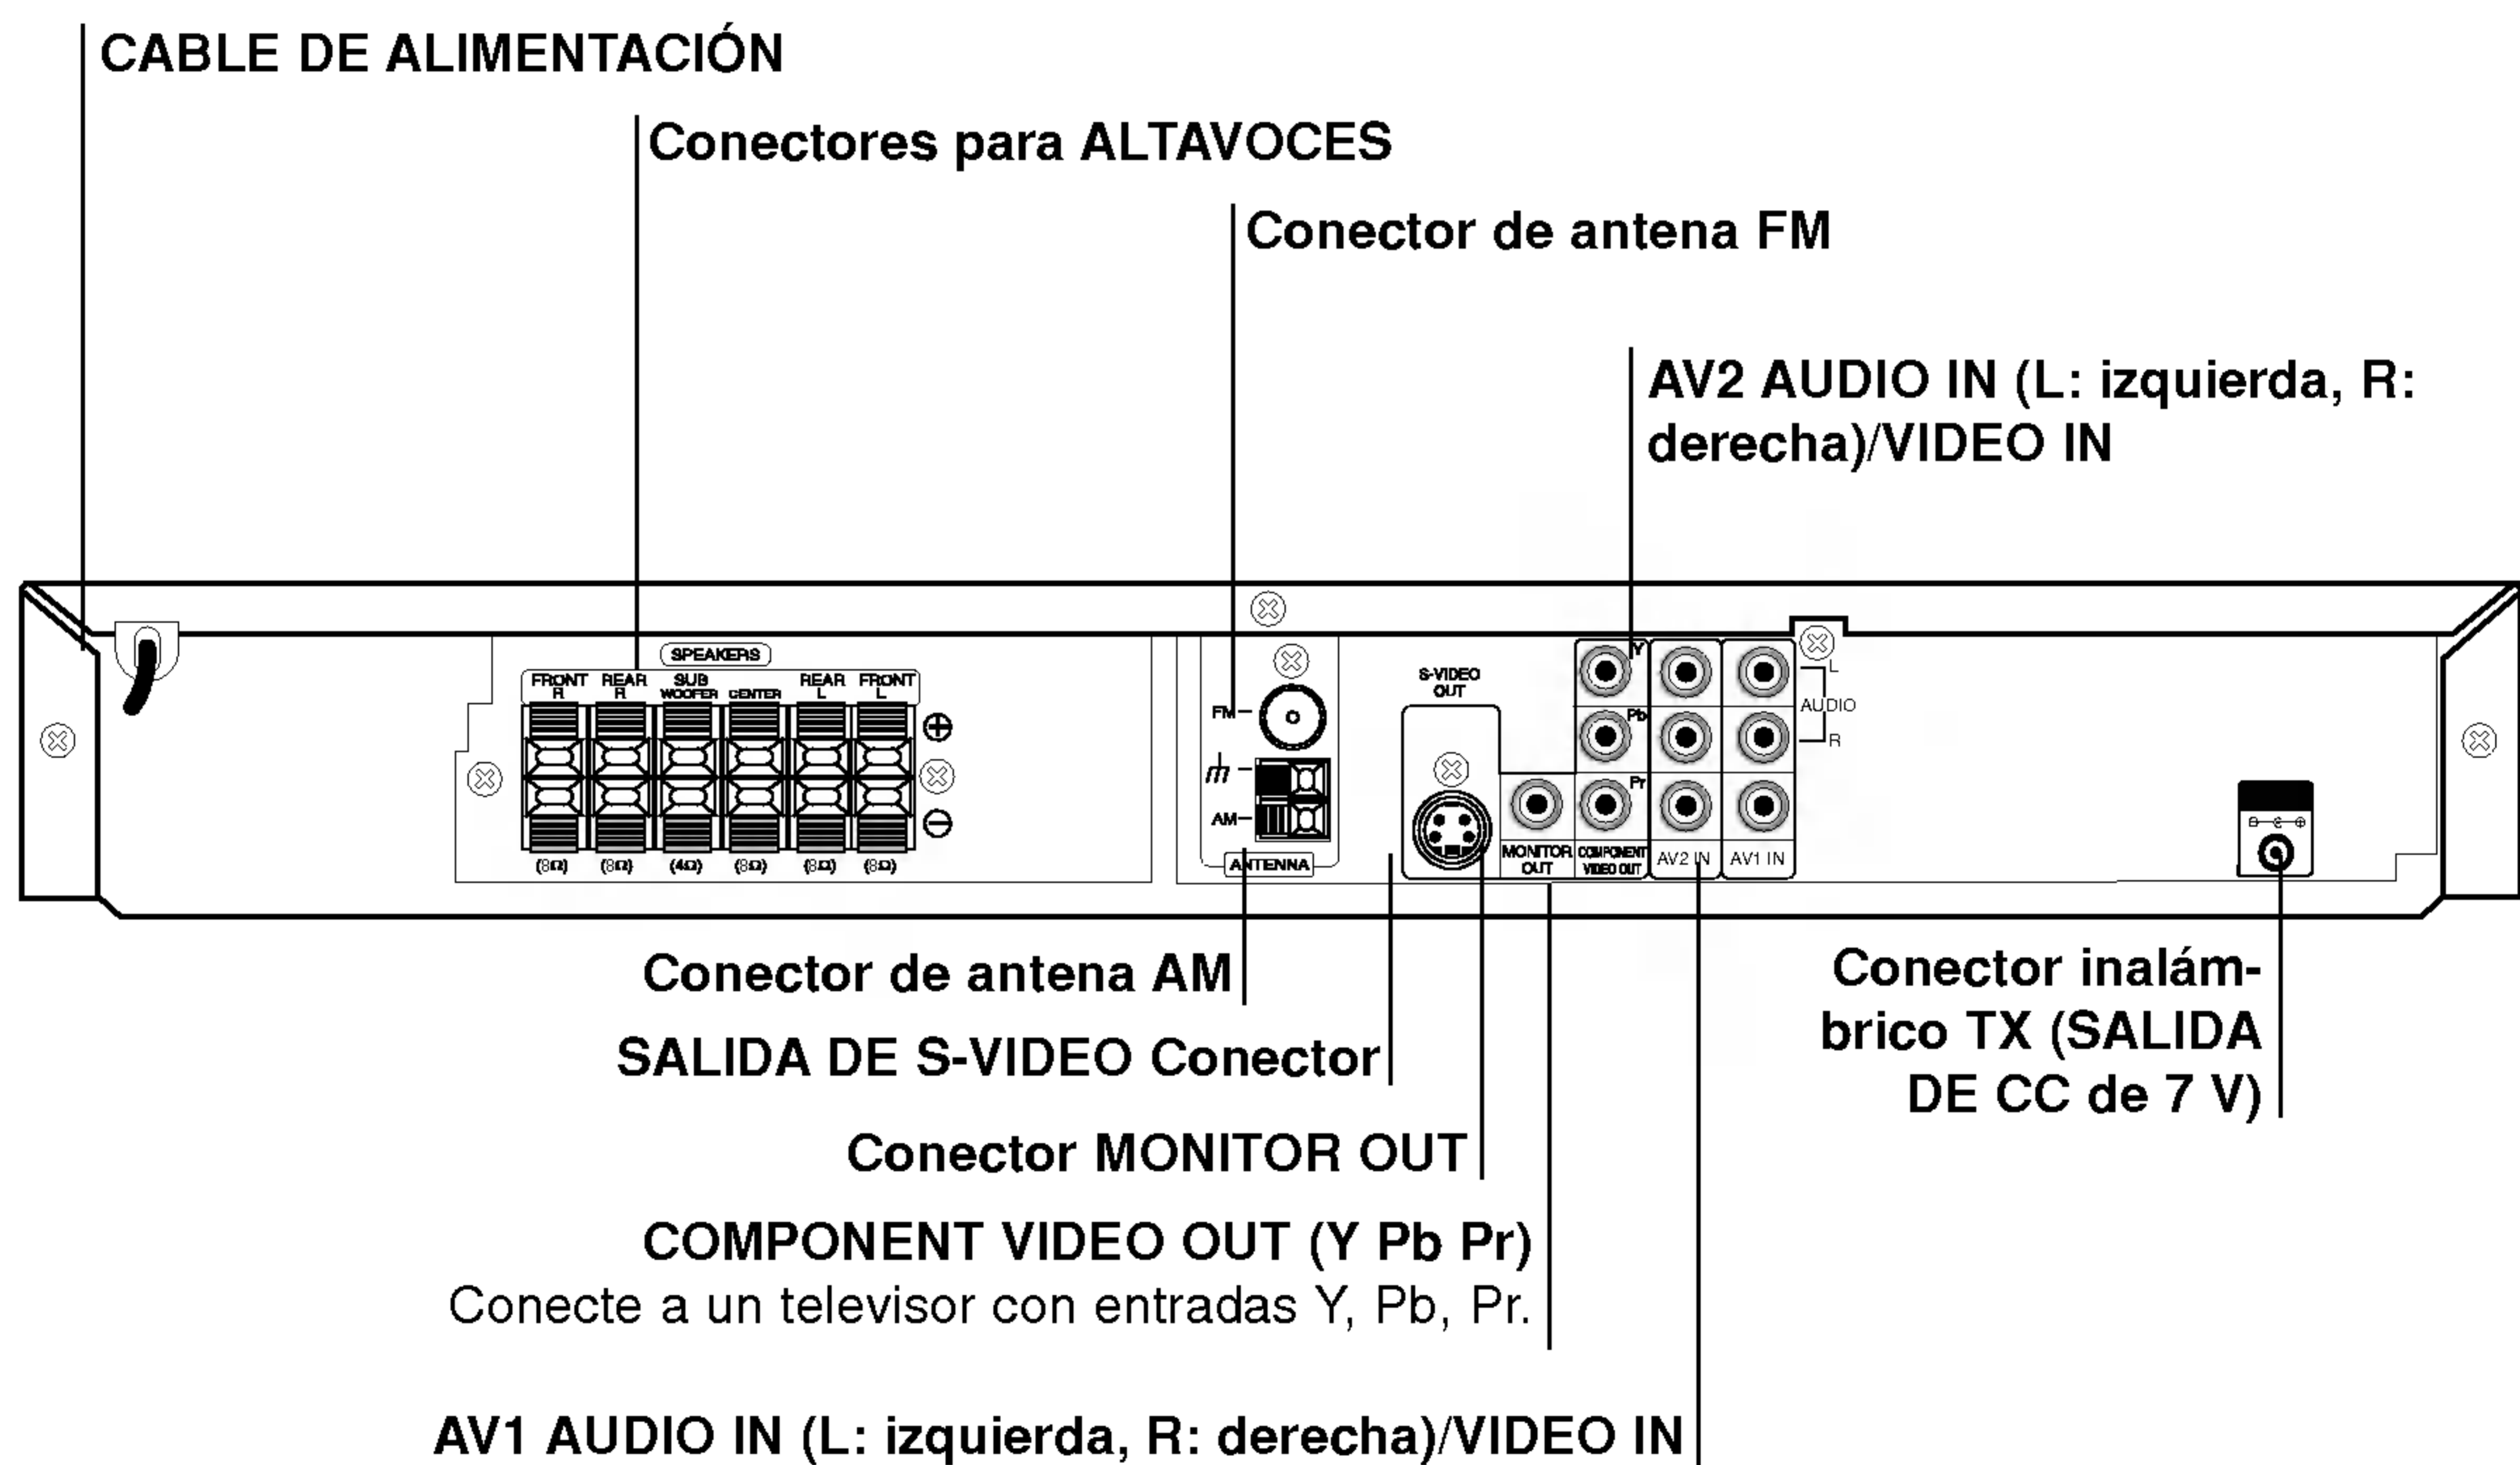 CABLE DE ALIMENTACIÓN
Conectores para ALTAVOCES
Conector de antena FM
AV2 AUDIO IN (L: izquierda, R:
derecha)/VIDEO IN
SPEAKERS
FRONT R
REAR R
SUB WOOFER
CENTER
REAR L
FRONT L
(8Ω) (8Ω) (4Ω) (8Ω) (8Ω) (8Ω)
FM
AM
ANTENNA
S-VIDEO
OUT
MONITOR
OUT
Y
Pb
Pr
COMPONENT
VIDEO OUT
AV2 IN
AV1 IN
L
AUDIO
R
Conector de antena AM
SALIDA DE S-VIDEO Conector
Conector MONITOR OUT
COMPONENT VIDEO OUT (Y Pb Pr)
Conecte a un televisor con entradas Y, Pb, Pr.
AV1 AUDIO IN (L: izquierda, R: derecha)/VIDEO IN
Conector inalám-
brico TX (SALIDA
DE CC de 7 V)